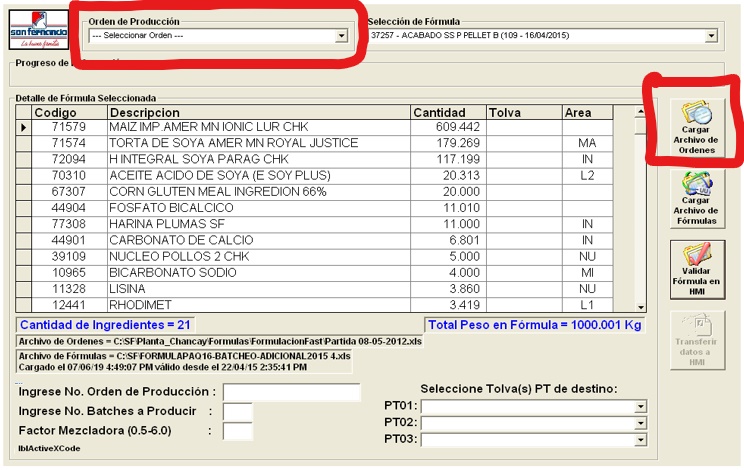 san fernando
La buena familia
Orden de Producción
--- Seleccionar Orden ---
Selección de Fórmula
37257 - ACABADO SS P PELLET B (109 - 16/04/2015)
Progreso de
Detalle de Fórmula Seleccionada
Codigo Descripcion Cantidad Tolva Area
71579 MAIZ IMP.AMER MN IONIC LUR CHK 609.442
71574 TORTA DE SOYA AMER MN ROYAL JUSTICE 179.269 MA
72094 H INTEGRAL SOYA PARAG CHK 117.199 IN
70310 ACEITE ACIDO DE SOYA (E SOY PLUS) 20.313 L2
67307 CORN GLUTEN MEAL INGREDION 66% 20.000
44904 FOSFATO BICALCICO 11.010
77308 HARINA PLUMAS SF 11.000 IN
44901 CARBONATO DE CALCIO 6.801 IN
39109 NUCLEO POLLOS 2 CHK 5.000 NU
10965 BICARBONATO SODIO 4.000 MI
11328 LISINA 3.860 NU
12441 RHODIMET 3.419 L1
Cantidad de Ingredientes = 21
Total Peso en Fórmula = 1000.001 Kg
Archivo de Ordenes = C:\SF\Planta_Chancay\Formulas\FormulacionFast\Partida 08-05-2012.xls
Archivo de Fórmulas = C:\SF\FORMULAPAQ16-BATCHEO-ADICIONAL2015 4.xls
Cargado el 07/06/19 4:49:07 PM válido desde el 22/04/15 2:35:41 PM
Ingrese No. Orden de Producción :
Ingrese No. Batches a Producir :
Factor Mezcladora (0.5-6.0) :
lblActiveXCode
Seleccione Tolva(s) PT de destino:
PT01:
PT02:
PT03:
Cargar
Archivo de
Ordenes
Cargar
Archivo de
Fórmulas
Validar
Fórmula en
HMI
Transferir
datos a
HMI